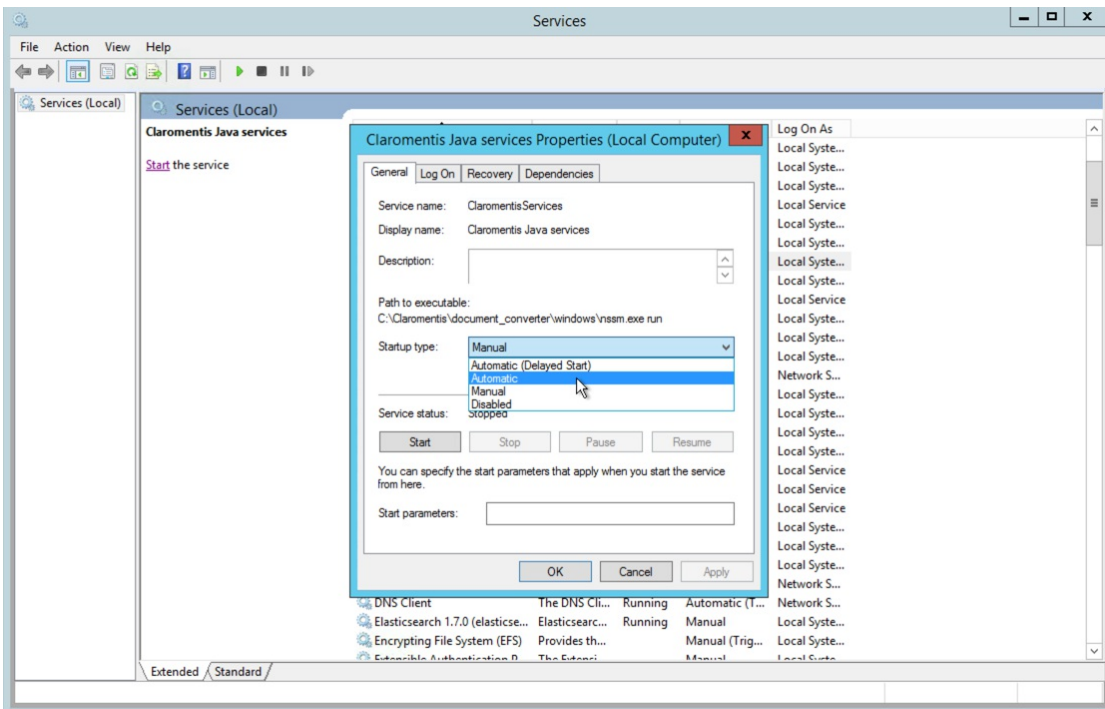 Services
File Action View Help
Services (Local)
Services (Local)
Claromentis Java services
Start the service
Log On As
Local Syste...
Local Syste...
Local Syste...
Local Service
Local Syste...
Local Syste...
Local Syste...
Local Syste...
Local Service
Local Syste...
Local Syste...
Local Syste...
Network S...
Local Syste...
Local Syste...
Local Syste...
Local Syste...
Local Service
Local Service
Local Service
Local Syste...
Local Syste...
Local Syste...
Network S...
Claromentis Java services Properties (Local Computer)
General Log On Recovery Dependencies
Service name: ClaromentisServices
Display name: Claromentis Java services
Description:
Path to executable:
C:\Claromentis\document_converter\windows\nssm.exe run
Startup type: Manual
Automatic (Delayed Start)
Automatic
Manual
Disabled
Service status: Stopped
Start Stop Pause Resume
You can specify the start parameters that apply when you start the service
from here.
Start parameters:
OK Cancel Apply
DNS Client The DNS Cli... Running Automatic (T... Network S...
Elasticsearch 1.7.0 (elasticse... Elasticsearc... Running Manual Local Syste...
Encrypting File System (EFS) Provides th... Manual (Trig... Local Syste...
Extensible Authentication P... The Extensi... Manual Local Syste...
Extended Standard